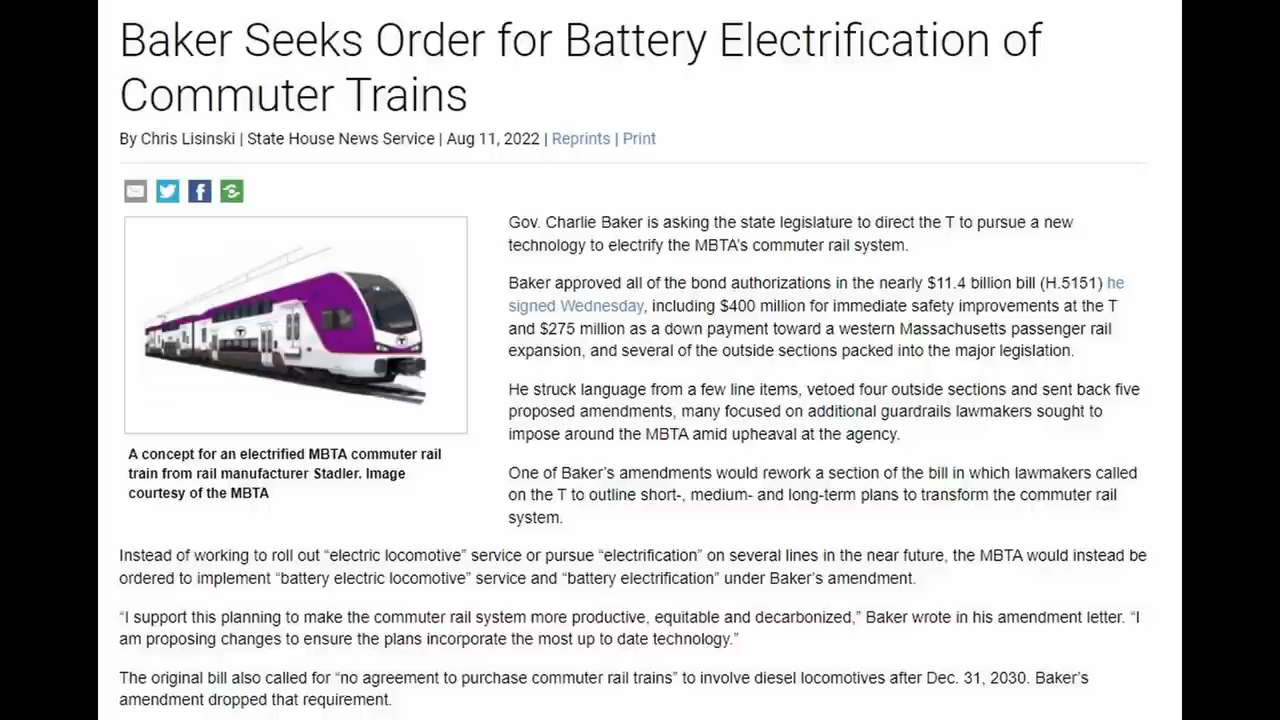 Baker Seeks Order for Battery Electrification of
Commuter Trains
By Chris Lisinski | State House News Service | Aug 11, 2022 | Reprints | Print
Gov. Charlie Baker is asking the state legislature to direct the T to pursue a new
technology to electrify the MBTA's commuter rail system.
Baker approved all of the bond authorizations in the nearly $11.4 billion bill (H.5151) he
signed Wednesday, including $400 million for immediate safety improvements at the T
and $275 million as a down payment toward a western Massachusetts passenger rail
expansion, and several of the outside sections packed into the major legislation.
He struck language from a few line items, vetoed four outside sections and sent back five
proposed amendments, many focused on additional guardrails lawmakers sought to
impose around the MBTA amid upheaval at the agency.
One of Baker's amendments would rework a section of the bill in which lawmakers called
on the T to outline short-, medium- and long-term plans to transform the commuter rail
system.
A concept for an electrified MBTA commuter rail
train from rail manufacturer Stadler. Image
courtesy of the MBTA
Instead of working to roll out “electric locomotive” service or pursue “electrification” on several lines in the near future, the MBTA would instead be
ordered to implement “battery electric locomotive” service and “battery electrification” under Baker's amendment.
“I support this planning to make the commuter rail system more productive, equitable and decarbonized,” Baker wrote in his amendment letter. “I
am proposing changes to ensure the plans incorporate the most up to date technology.”
The original bill also called for “no agreement to purchase commuter rail trains” to involve diesel locomotives after Dec. 31, 2030. Baker's
amendment dropped that requirement.